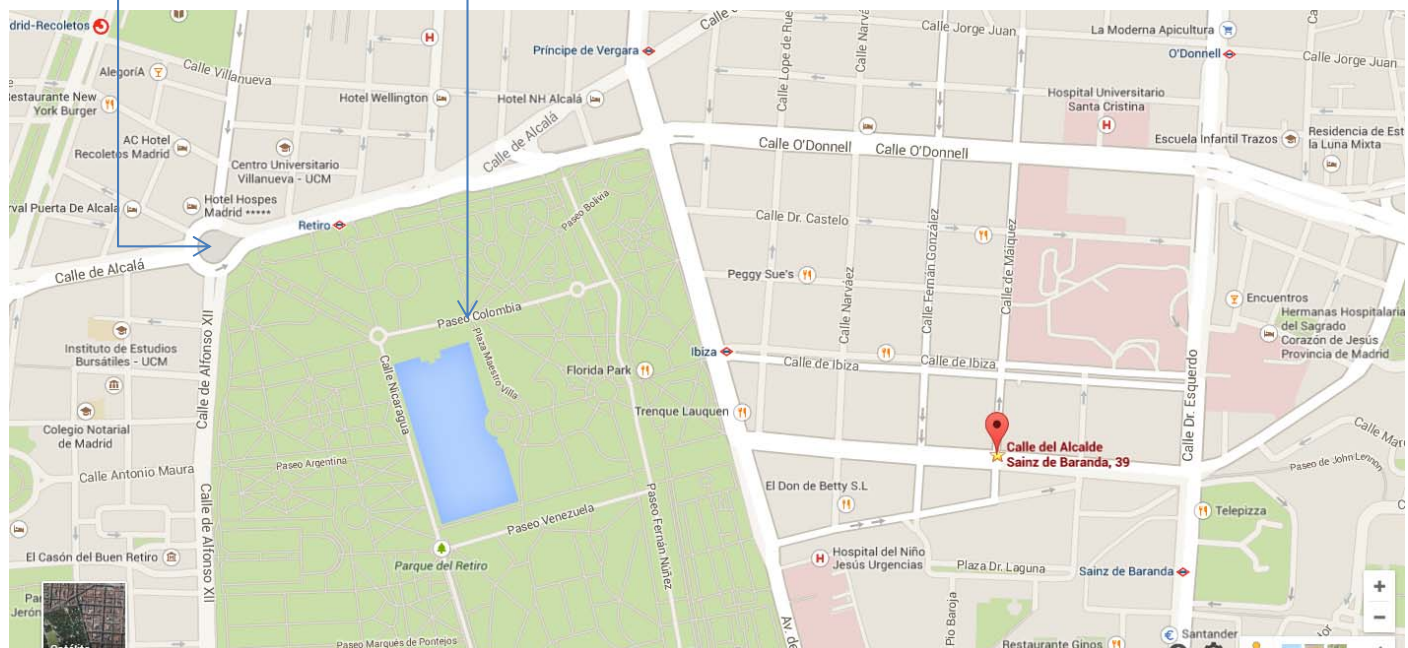 drid-Recoletos
Calle Villanueva
AlegoríA
Restaurante New
York Burger
AC Hotel
Recoletos Madrid
Hotel Wellington
Centro Universitario
Villanueva - UCM
Hotel Hospes
Madrid *****
rval Puerta De Alcala
Retiro
Calle de Alcalá
Príncipe de Vergara
Hotel NH Alcalá
Calle de Alcalá
Calle Lope de Rue
Calle Narvá
Calle Jorge Juan
La Moderna Apicultura
O'Donnell
Calle Jorge Juan
Hospital Universitario
Santa Cristina
Escuela Infantil Trazos
Residencia de Est
la Luna Mixta
Calle O'Donnell
Calle O'Donnell
Paseo Bolivia
Calle Dr. Castelo
Peggy Sue's
Calle Narváez
Calle Fernán González
Calle de Máiquez
Encuentros
Hermanas Hospitalaria
del Sagrado
Corazón de Jesús
Provincia de Madrid
Paseo Colombia
Plaza Maestro Villa
Instituto de Estudios
Bursátiles - UCM
Calle de Alfonso XII
Calle Nicaragua
Florida Park
Ibiza
Calle de Ibiza
Calle de Ibiza
Calle Dr. Esquerdo
Trenque Lauquen
Colegio Notarial
de Madrid
Calle del Alcalde
Sainz de Baranda, 39
Calle Mar
Paseo de John Lennon
Calle Antonio Maura
Paseo Argentina
Calle de Alfonso XII
El Don de Betty S.L
Telepizza
Paseo Venezuela
Paseo Fernán Núñez
El Casón del Buen Retiro
Parque del Retiro
Hospital del Niño
Jesús Urgencias
Plaza Dr. Laguna
Sainz de Baranda
Pío Baroja
Pa
Jerón
Av. de
Paseo Marqués de Pontejos
Restaurante Ginos
Santander
+
−